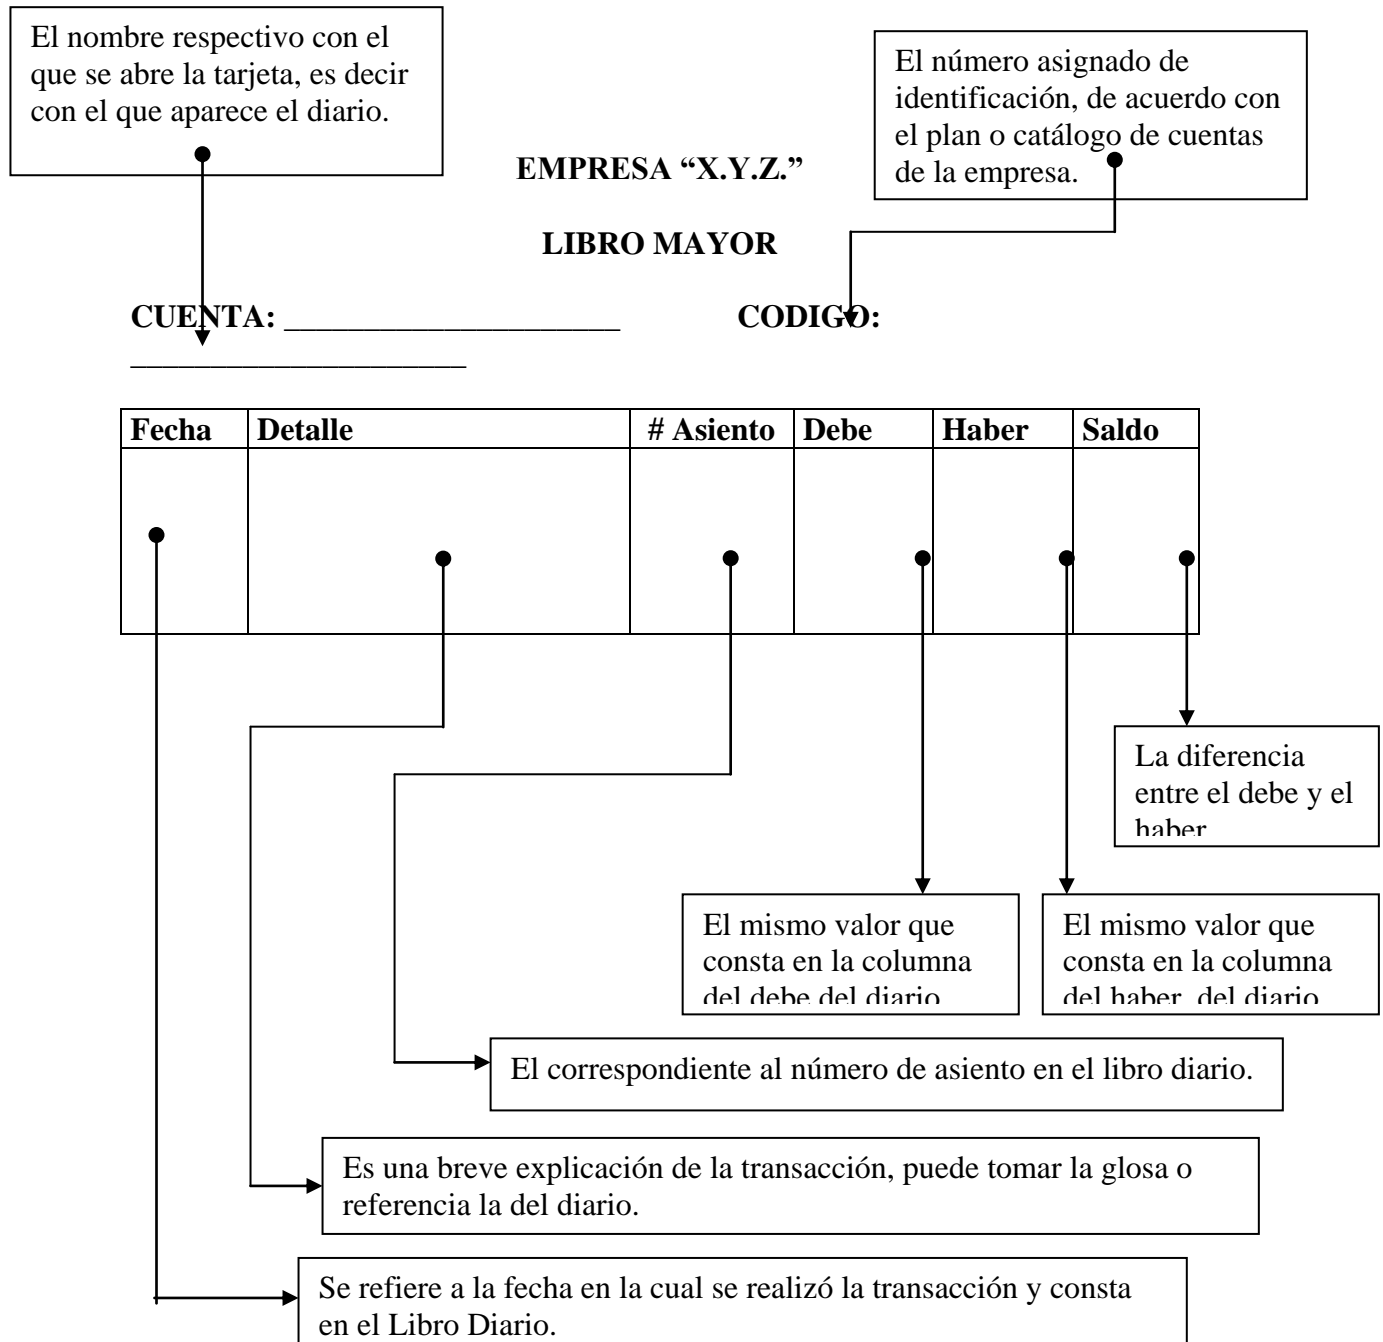 El nombre respectivo con el
que se abre la tarjeta, es decir
con el que aparece el diario.
El número asignado de
identificación, de acuerdo con
el plan o catálogo de cuentas
de la empresa.
EMPRESA “X.Y.Z.”
LIBRO MAYOR
CUENTA: _____________________ CODIGO:
_____________________
Fecha Detalle # Asiento Debe Haber Saldo
La diferencia
entre el debe y el
haber
El mismo valor que
consta en la columna
del debe del diario
El mismo valor que
consta en la columna
del haber del diario
El correspondiente al número de asiento en el libro diario.
Es una breve explicación de la transacción, puede tomar la glosa o
referencia la del diario.
Se refiere a la fecha en la cual se realizó la transacción y consta
en el Libro Diario.